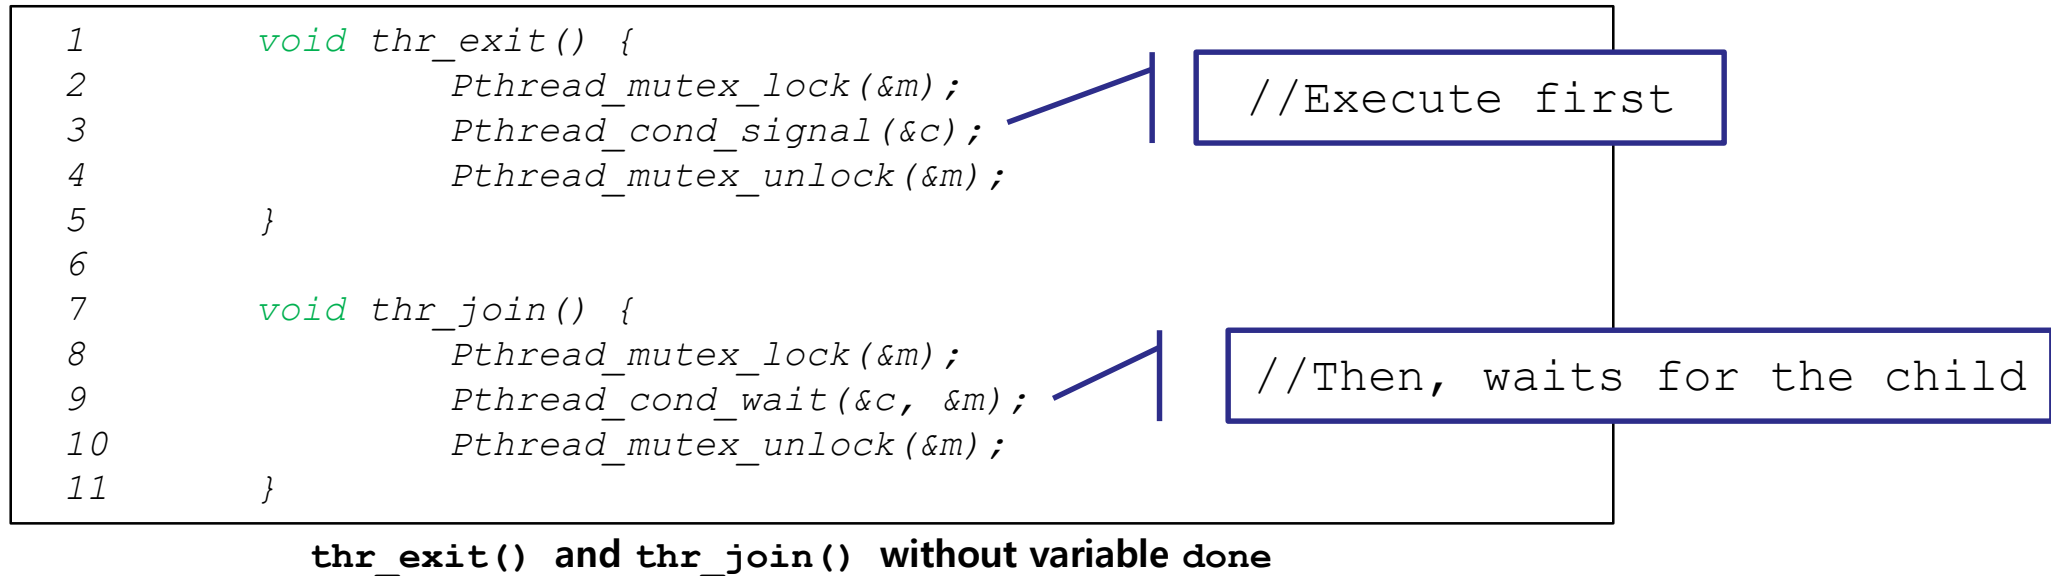 1 void thr_exit() {
2 Pthread_mutex_lock(&m);
3 Pthread_cond_signal(&c);
//Execute first
4 Pthread_mutex_unlock(&m);
5 }
6
7 void thr_join() {
8 Pthread_mutex_lock(&m);
9 Pthread_cond_wait(&c, &m);
//Then, waits for the child
10 Pthread_mutex_unlock(&m);
11 }
thr_exit() and thr_join() without variable done